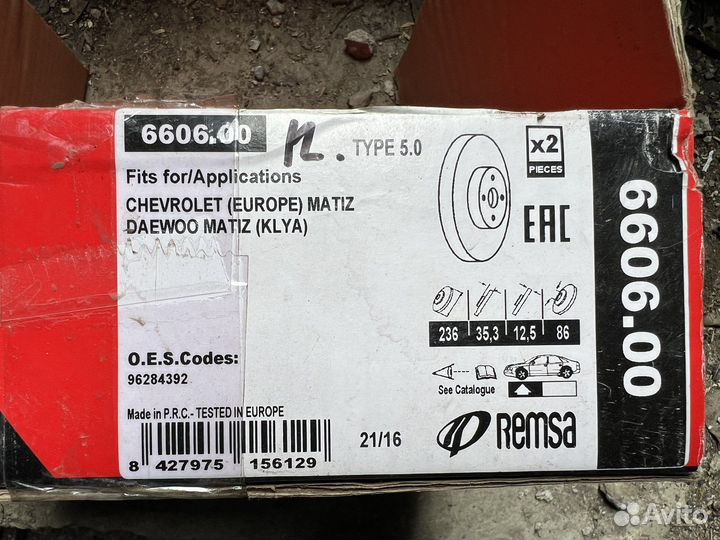 6606.00
TYPE 5.0
x2
PIECES
Fits for/Applications
CHEVROLET (EUROPE) MATIZ
DAEWOO MATIZ (KLYA)
EAC
6606.00
236 35,3 12,5 86
See Catalogue
O.E.S.Codes:
96284392
Made in P.R.C.- TESTED IN EUROPE
21/16
Remsa
8 427975 156129
Avito